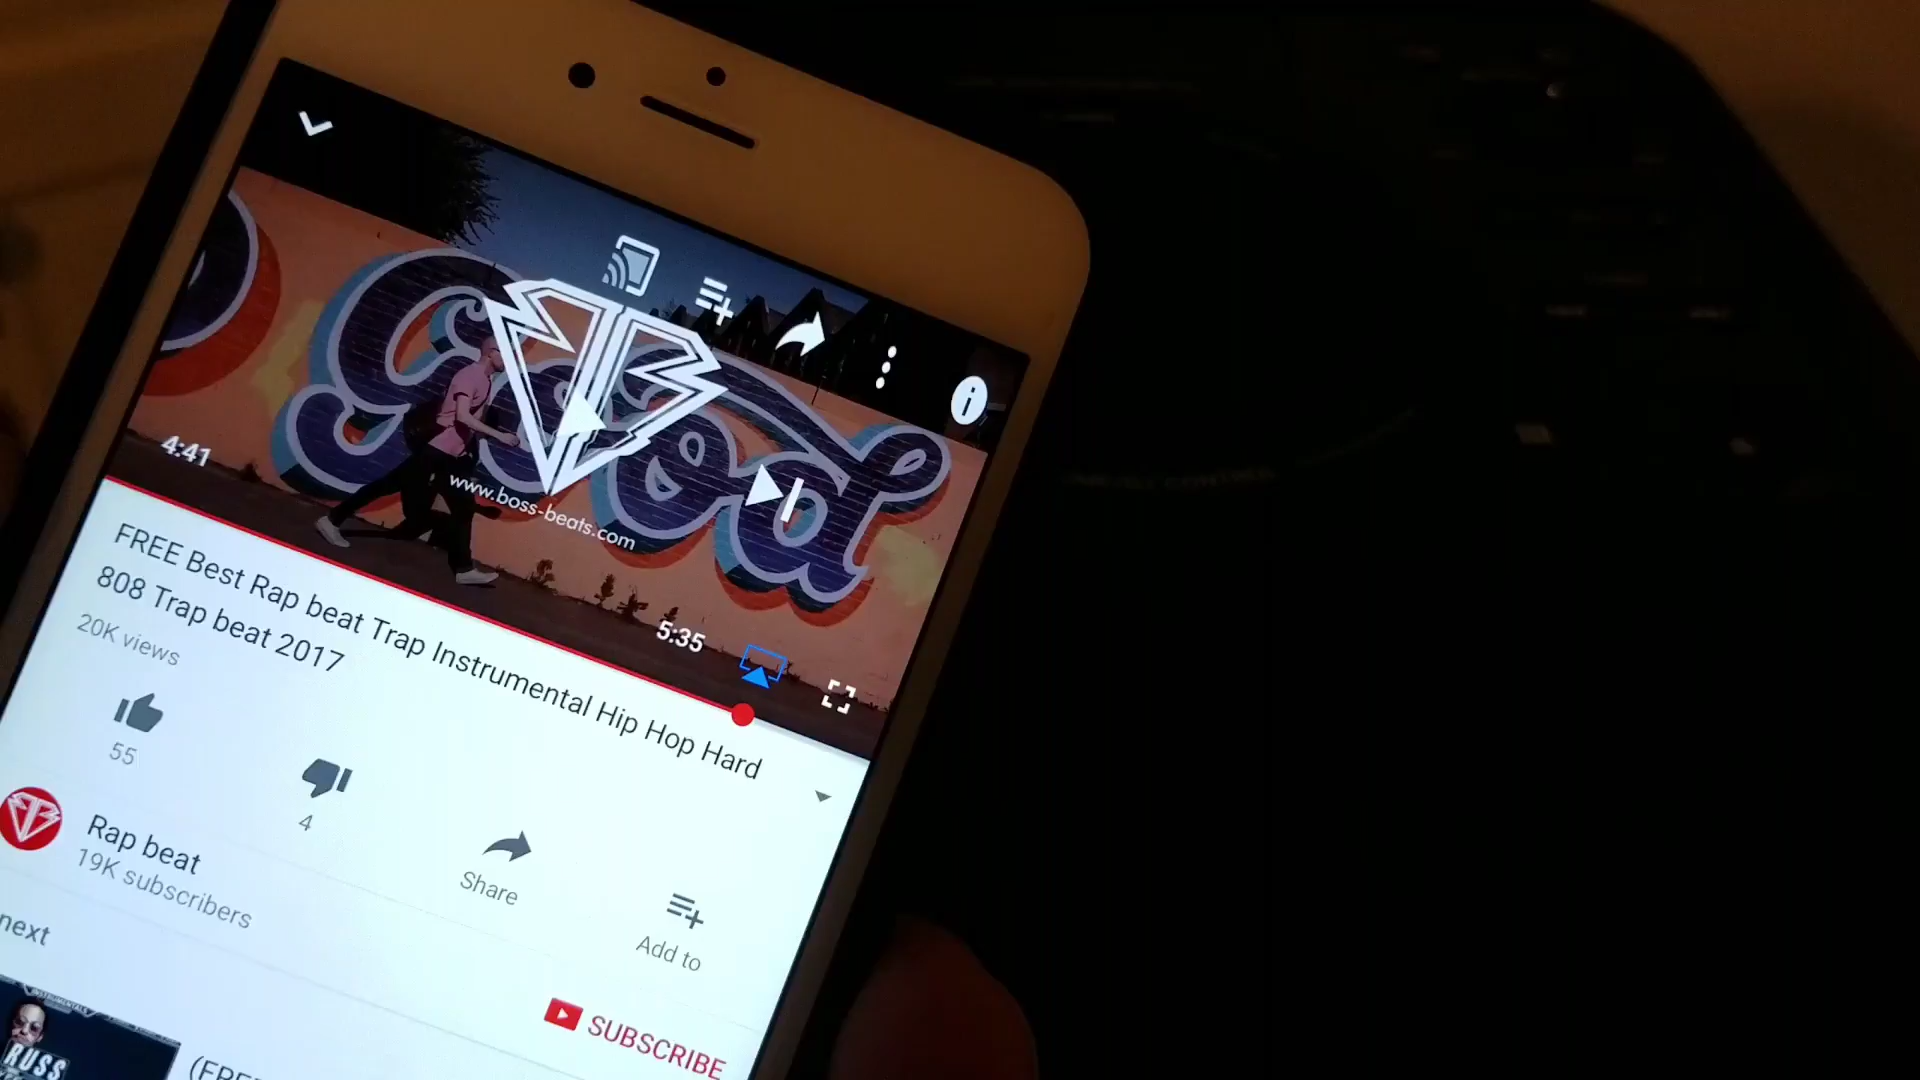 good
www.boss-beats.com
4:41
5:35
FREE Best Rap beat Trap Instrumental Hip Hop Hard
808 Trap beat 2017
20K views
55
4
Share
Add to
Rap beat
19K subscribers
next
SUBSCRIBE
RUSS